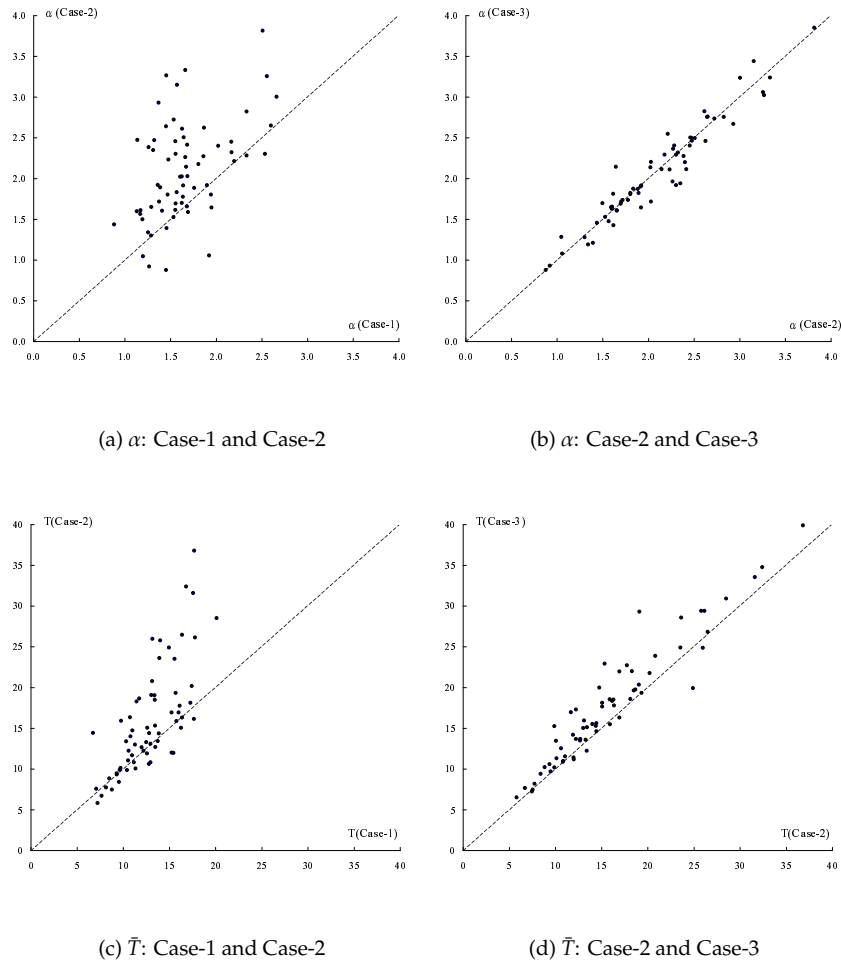 α (Case-2)
4.0
3.5
3.0
2.5
2.0
1.5
1.0
0.5
0.0
0.0 0.5 1.0 1.5 2.0 2.5 3.0 3.5 4.0
α (Case-1)
(a) α: Case-1 and Case-2
α (Case-3)
4.0
3.5
3.0
2.5
2.0
1.5
1.0
0.5
0.0
0.0 0.5 1.0 1.5 2.0 2.5 3.0 3.5 4.0
α (Case-2)
(b) α: Case-2 and Case-3
T(Case-2)
40
35
30
25
20
15
10
5
0
0 5 10 15 20 25 30 35 40
T(Case-1)
(c) T̄: Case-1 and Case-2
T(Case-3)
40
35
30
25
20
15
10
5
0
0 5 10 15 20 25 30 35 40
T(Case-2)
(d) T̄: Case-2 and Case-3